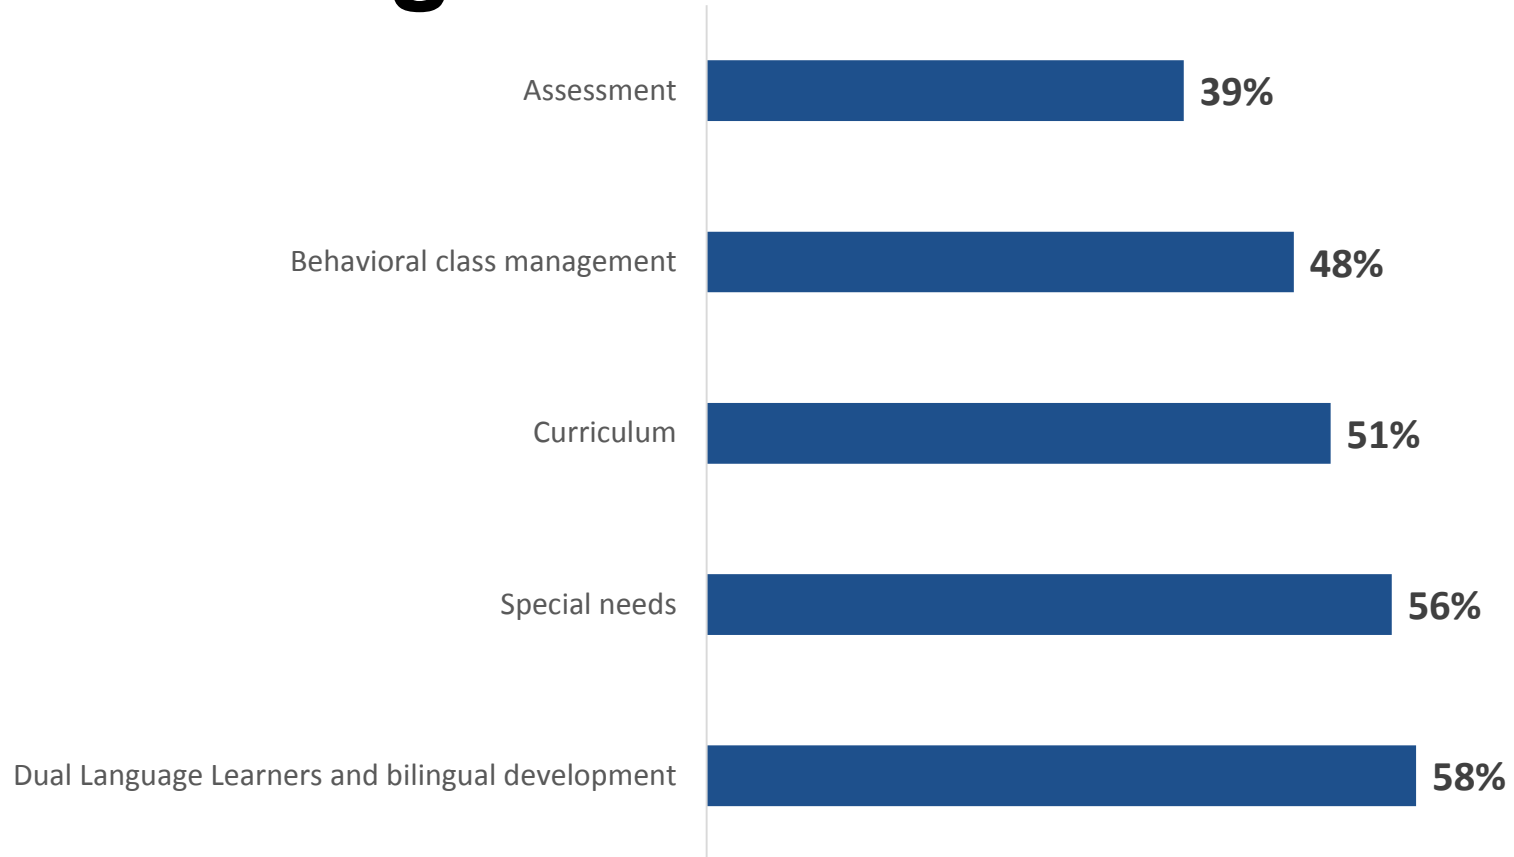 Assessment 39%
Behavioral class management 48%
Curriculum 51%
Special needs 56%
Dual Language Learners and bilingual development 58%